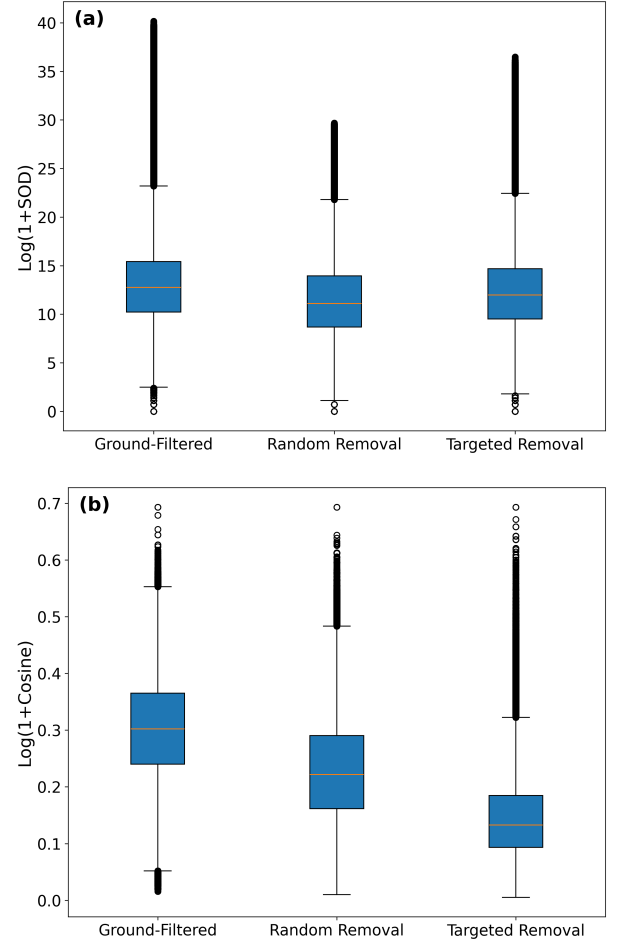 (a)
Log(1+SOD)
40
35
30
25
20
15
10
5
0
Ground-Filtered
Random Removal
Targeted Removal
(b)
Log(1+Cosine)
0.7
0.6
0.5
0.4
0.3
0.2
0.1
0.0
Ground-Filtered
Random Removal
Targeted Removal